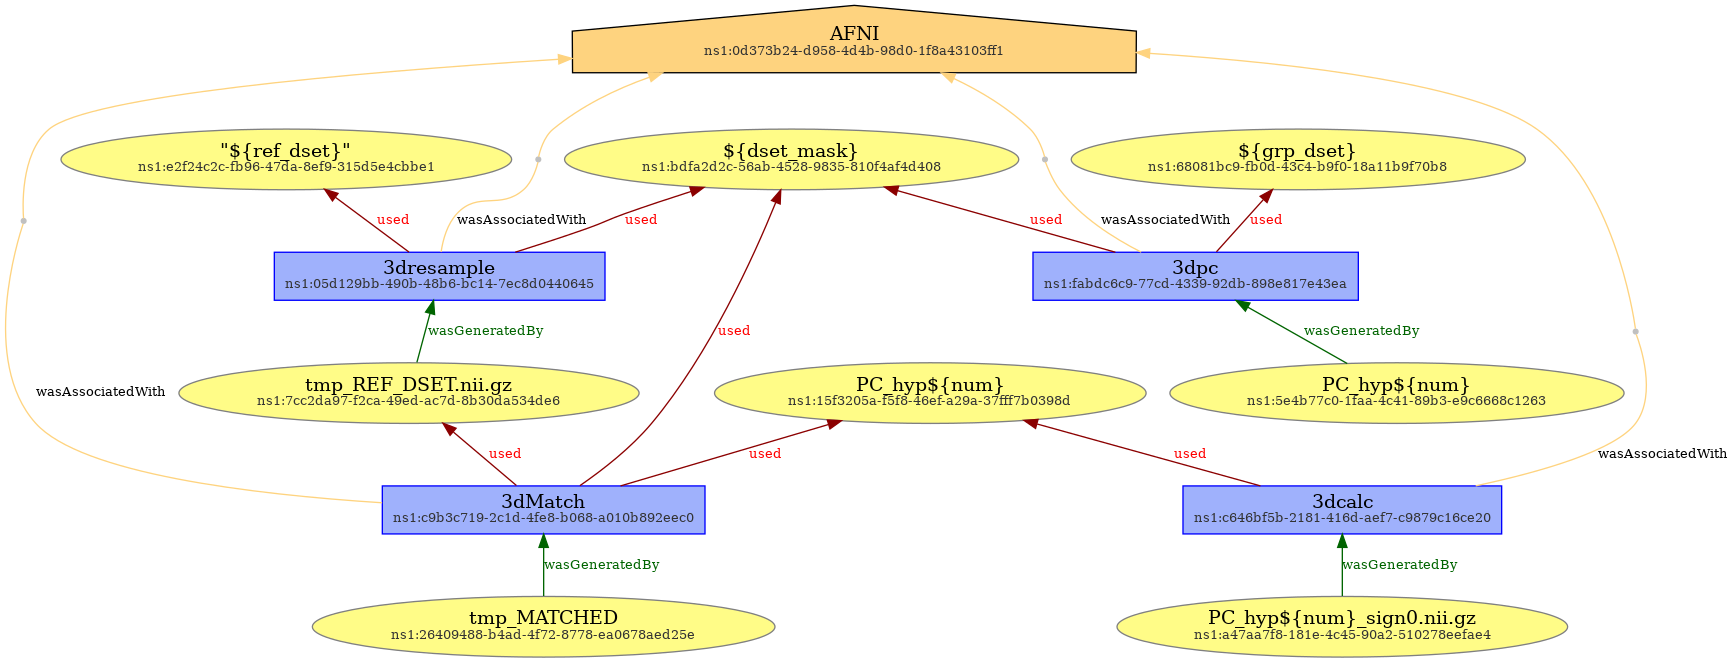 AFNI
ns1:0d373b24-d958-4d4b-98d0-1f8a43103ff1
"${ref_dset}"
ns1:e2f24c2c-fb96-47da-8ef9-315d5e4cbbe1
${dset_mask}
ns1:bdfa2d2c-56ab-4528-9835-810f4af4d408
${grp_dset}
ns1:68081bc9-fb0d-43c4-b9f0-18a11b9f70b8
used
wasAssociatedWith
used
used
wasAssociatedWith
used
3dresample
ns1:05d129bb-490b-48b6-bc14-7ec8d0440645
3dpc
ns1:fabdc6c9-77cd-4339-92db-898e817e43ea
wasGeneratedBy
used
wasGeneratedBy
wasAssociatedWith
tmp_REF_DSET.nii.gz
ns1:7cc2da97-f2ca-49ed-ac7d-8b30da534de6
PC_hyp${num}
ns1:15f3205a-f5f8-46ef-a29a-37fff7b0398d
PC_hyp${num}
ns1:5e4b77c0-1faa-4c41-89b3-e9c6668c1263
used
used
used
wasAssociatedWith
3dMatch
ns1:c9b3c719-2c1d-4fe8-b068-a010b892eec0
3dcalc
ns1:c646bf5b-2181-416d-aef7-c9879c16ce20
wasGeneratedBy
wasGeneratedBy
tmp_MATCHED
ns1:26409488-b4ad-4f72-8778-ea0678aed25e
PC_hyp${num}_sign0.nii.gz
ns1:a47aa7f8-181e-4c45-90a2-510278eefae4